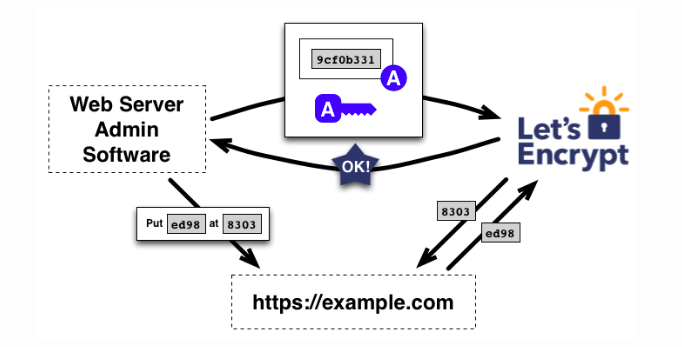 9cf0b331
A
A
Web Server
Admin
Software
Let's
Encrypt
OK!
Put ed98 at 8303
8303
ed98
https://example.com